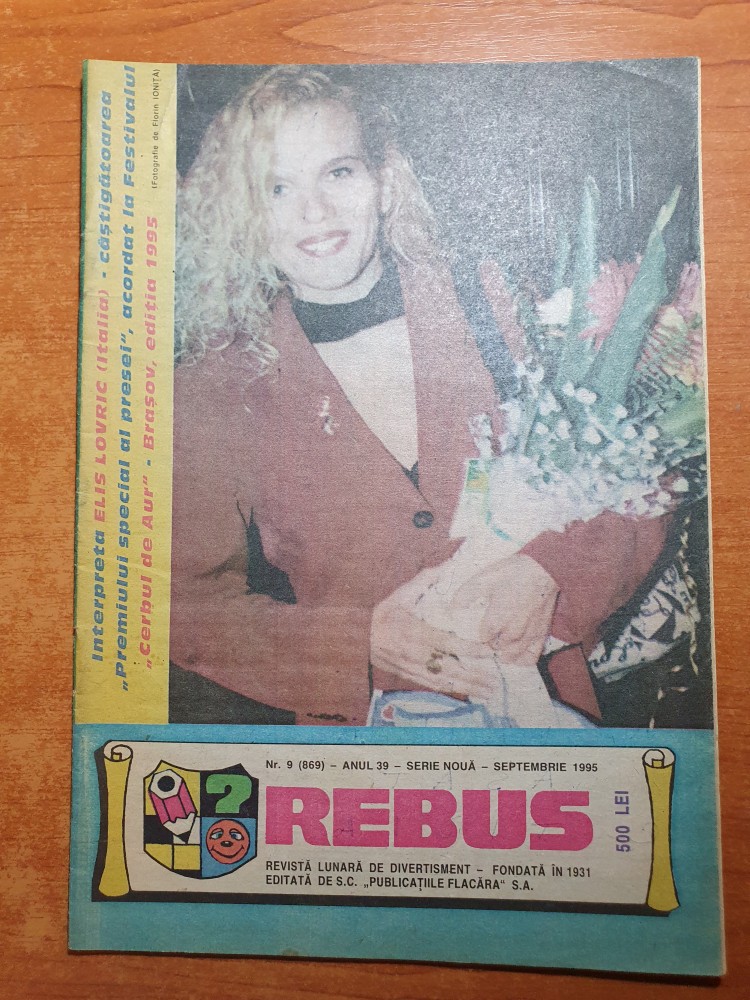 Interpreta ELIS LOVRIC (Italia) - câștigătoarea
„Premiului special al presei", acordat la Festivalul
„Cerbul de Aur" - Brașov, ediția 1995
(Fotografie de Florin IONIȚĂ)
Nr. 9 (869) – ANUL 39 – SERIE NOUĂ – SEPTEMBRIE 1995
?
REBUS
500 LEI
REVISTĂ LUNARĂ DE DIVERTISMENT – FONDATĂ ÎN 1931
EDITATĂ DE S.C. „PUBLICAȚIILE FLACĂRA" S.A.